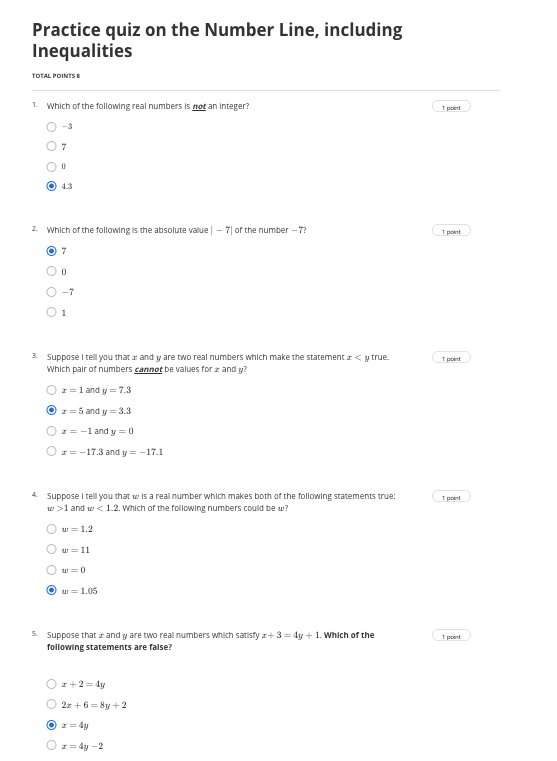 Practice quiz on the Number Line, including
Inequalities
TOTAL POINTS 8
1. Which of the following real numbers is not an integer? 1 point
−3
7
0
4.3
2. Which of the following is the absolute value | − 7| of the number −7? 1 point
7
0
−7
1
3. Suppose I tell you that x and y are two real numbers which make the statement x < y true. 1 point
Which pair of numbers cannot be values for x and y?
x = 1 and y = 7.3
x = 5 and y = 3.3
x = −1 and y = 0
x = −17.3 and y = −17.1
4. Suppose I tell you that w is a real number which makes both of the following statements true: 1 point
w >1 and w < 1.2. Which of the following numbers could be w?
w = 1.2
w = 11
w = 0
w = 1.05
5. Suppose that x and y are two real numbers which satisfy x+ 3 = 4y + 1. Which of the 1 point
following statements are false?
x + 2 = 4y
2x + 6 = 8y + 2
x = 4y
x = 4y −2